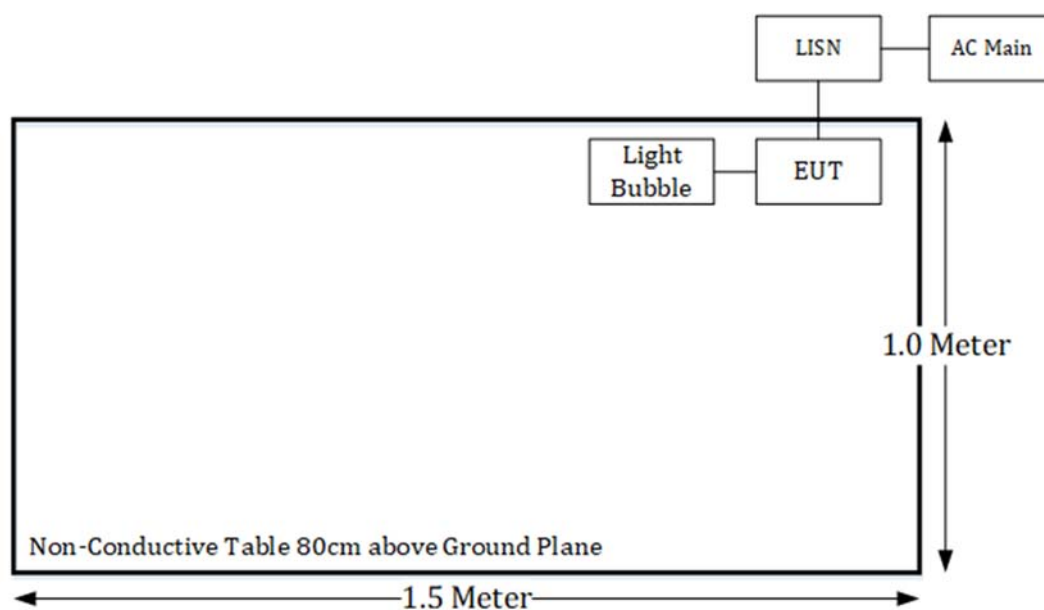 LISN
AC Main
Light
Bubble
EUT
1.0 Meter
Non-Conductive Table 80cm above Ground Plane
1.5 Meter